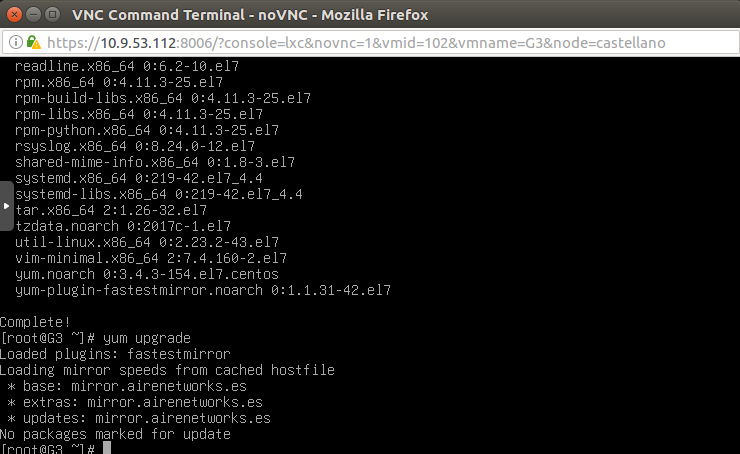 VNC Command Terminal - noVNC - Mozilla Firefox
https://10.9.53.112:8006/?console=lxc&novnc=1&vmid=102&vmname=G3&node=castellano
readline.x86_64 0:6.2-10.el7
rpm.x86_64 0:4.11.3-25.el7
rpm-build-libs.x86_64 0:4.11.3-25.el7
rpm-libs.x86_64 0:4.11.3-25.el7
rpm-python.x86_64 0:4.11.3-25.el7
rsyslog.x86_64 0:8.24.0-12.el7
shared-mime-info.x86_64 0:1.8-3.el7
systemd.x86_64 0:219-42.el7_4.4
systemd-libs.x86_64 0:219-42.el7_4.4
tar.x86_64 2:1.26-32.el7
tzdata.noarch 0:2017c-1.el7
util-linux.x86_64 0:2.23.2-43.el7
vim-minimal.x86_64 2:7.4.160-2.el7
yum.noarch 0:3.4.3-154.el7.centos
yum-plugin-fastestmirror.noarch 0:1.1.31-42.el7
Complete!
[root@G3 ~]# yum upgrade
Loaded plugins: fastestmirror
Loading mirror speeds from cached hostfile
* base: mirror.airenetworks.es
* extras: mirror.airenetworks.es
* updates: mirror.airenetworks.es
No packages marked for update
[root@G3 ~]#